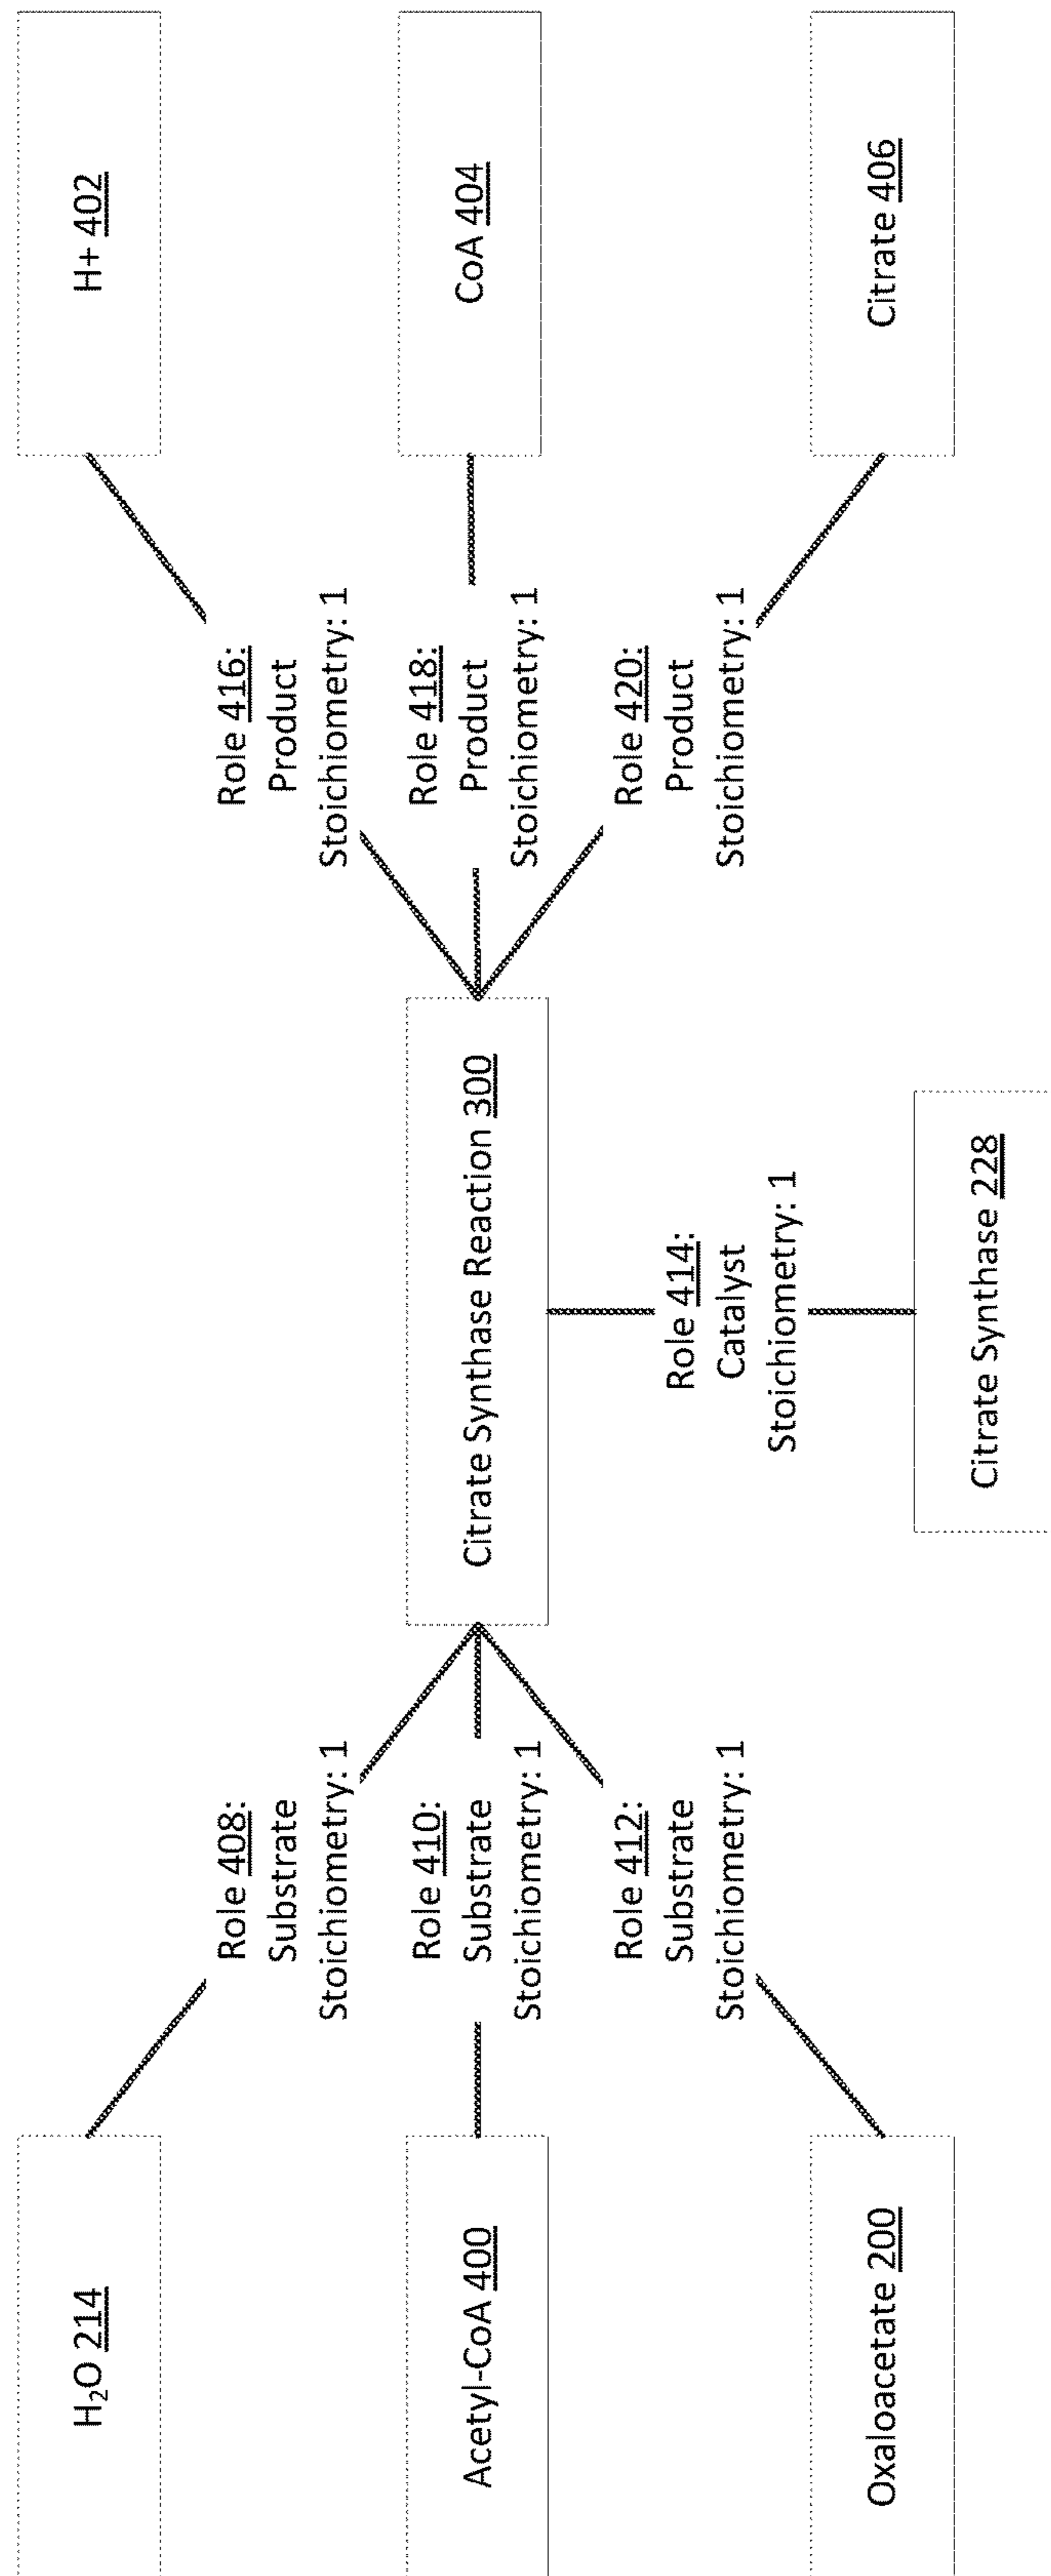 H₂O 214
Acetyl-CoA 400
Oxaloacetate 200
Role 408:
Substrate
Stoichiometry: 1
Role 410:
Substrate
Stoichiometry: 1
Role 412:
Substrate
Stoichiometry: 1
Citrate Synthase Reaction 300
Role 414:
Catalyst
Stoichiometry: 1
Citrate Synthase 228
Role 416:
Product
Stoichiometry: 1
Role 418:
Product
Stoichiometry: 1
Role 420:
Product
Stoichiometry: 1
H+ 402
CoA 404
Citrate 406